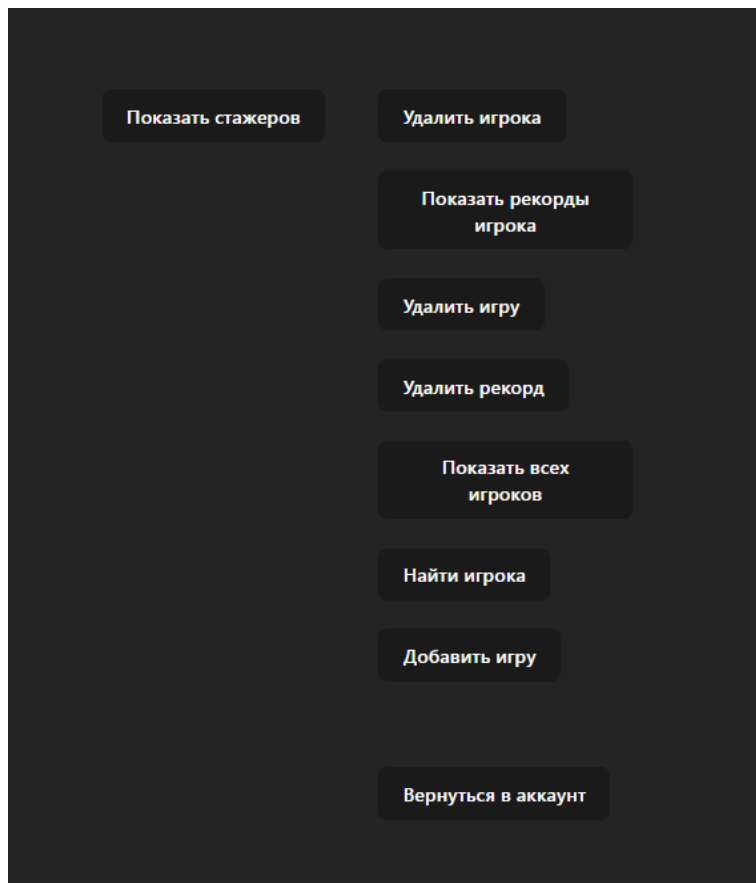 Показать стажеров
Удалить игрока
Показать рекорды
игрока
Удалить игру
Удалить рекорд
Показать всех
игроков
Найти игрока
Добавить игру
Вернуться в аккаунт